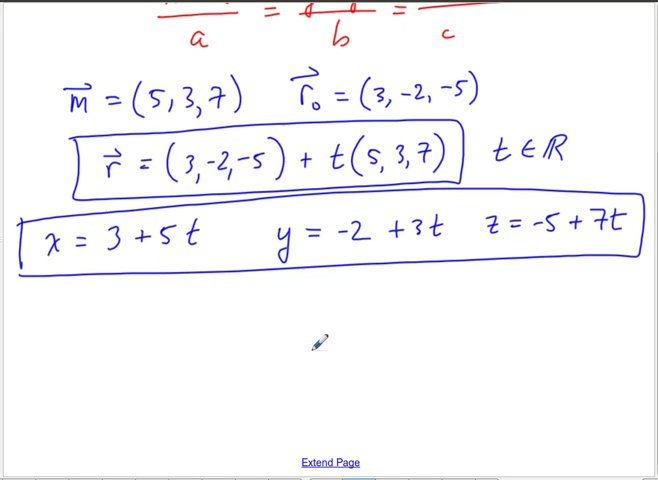 a = b = c
m⃗ = (5, 3, 7) r⃗₀ = (3, -2, -5)
r⃗ = (3, -2, -5) + t(5, 3, 7) t ∈ ℝ
x = 3 + 5t y = -2 + 3t z = -5 + 7t
Extend Page